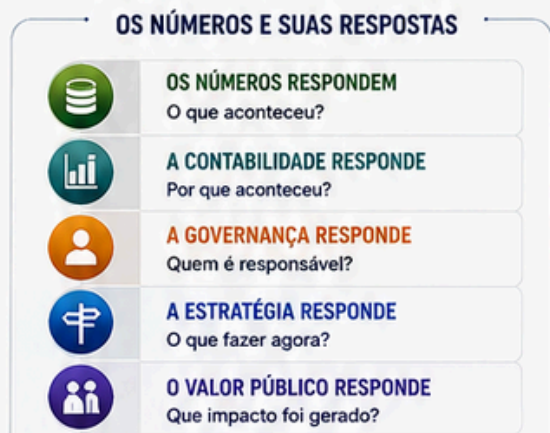 OS NÚMEROS E SUAS RESPOSTAS
OS NÚMEROS RESPONDEM
O que aconteceu?
A CONTABILIDADE RESPONDE
Por que aconteceu?
A GOVERNANÇA RESPONDE
Quem é responsável?
A ESTRATÉGIA RESPONDE
O que fazer agora?
O VALOR PÚBLICO RESPONDE
Que impacto foi gerado?